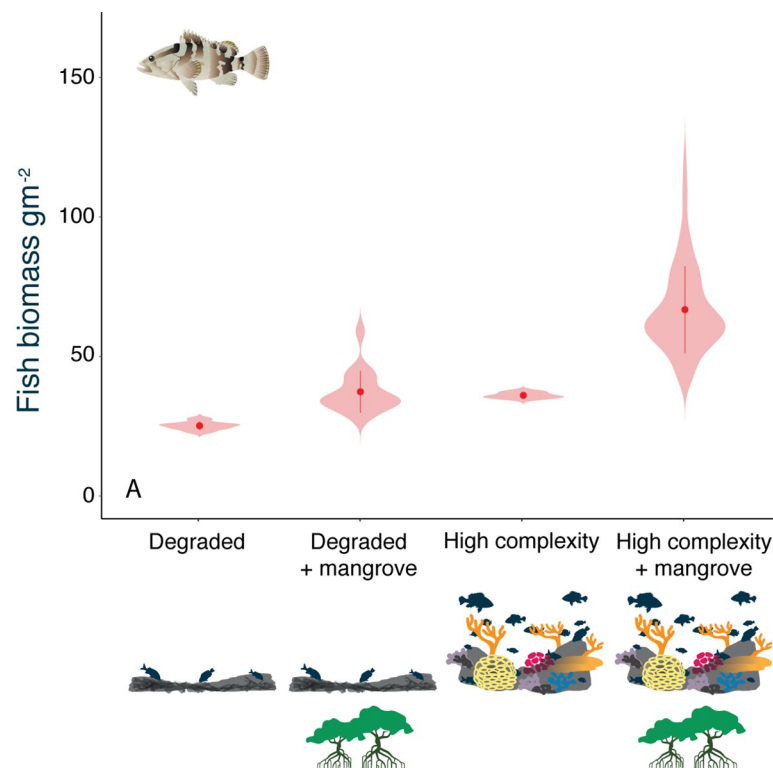 150
100
50
0
Fish biomass gm-2
A
Degraded
Degraded
+ mangrove
High complexity
High complexity
+ mangrove